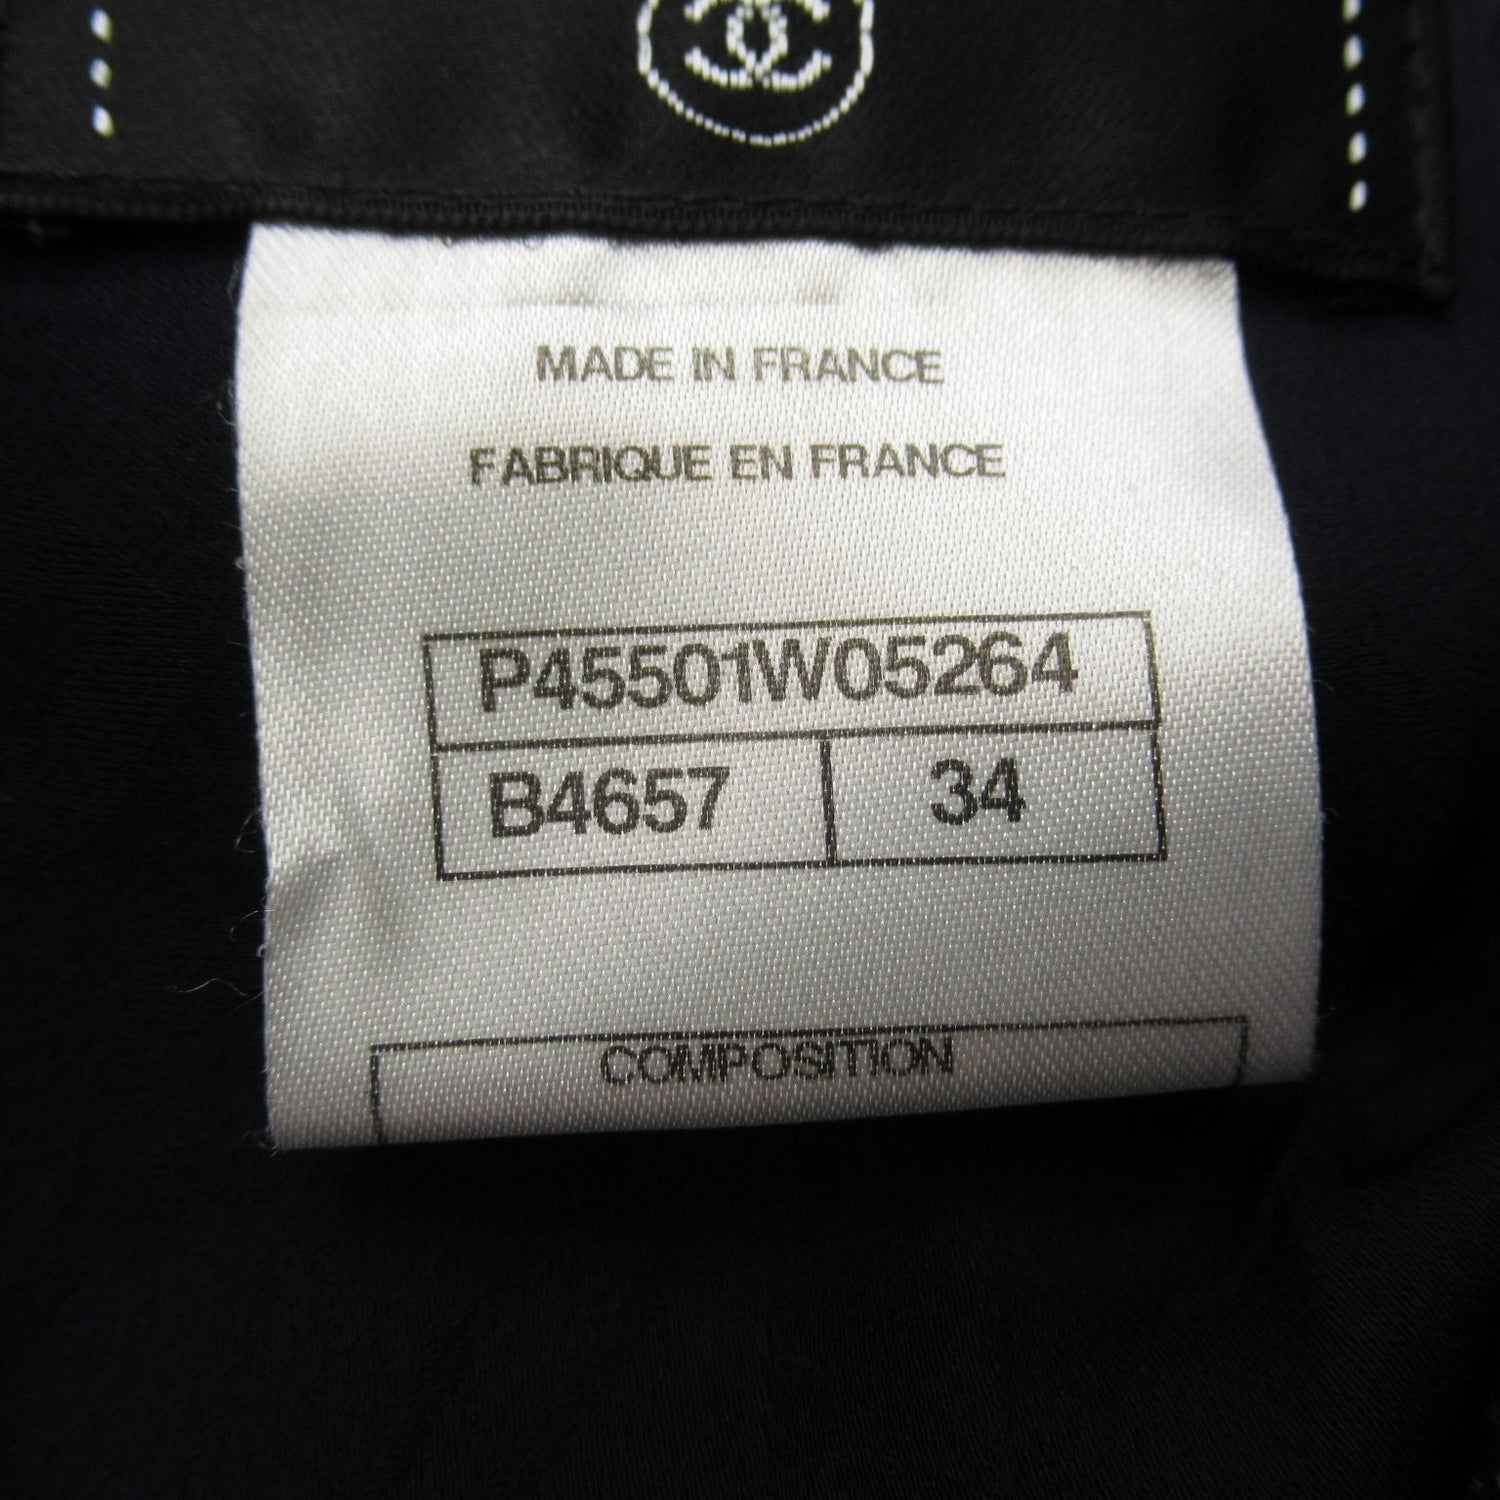 MADE IN FRANCE
FABRIQUE EN FRANCE
P45501W05264
B4657 34
COMPOSITION